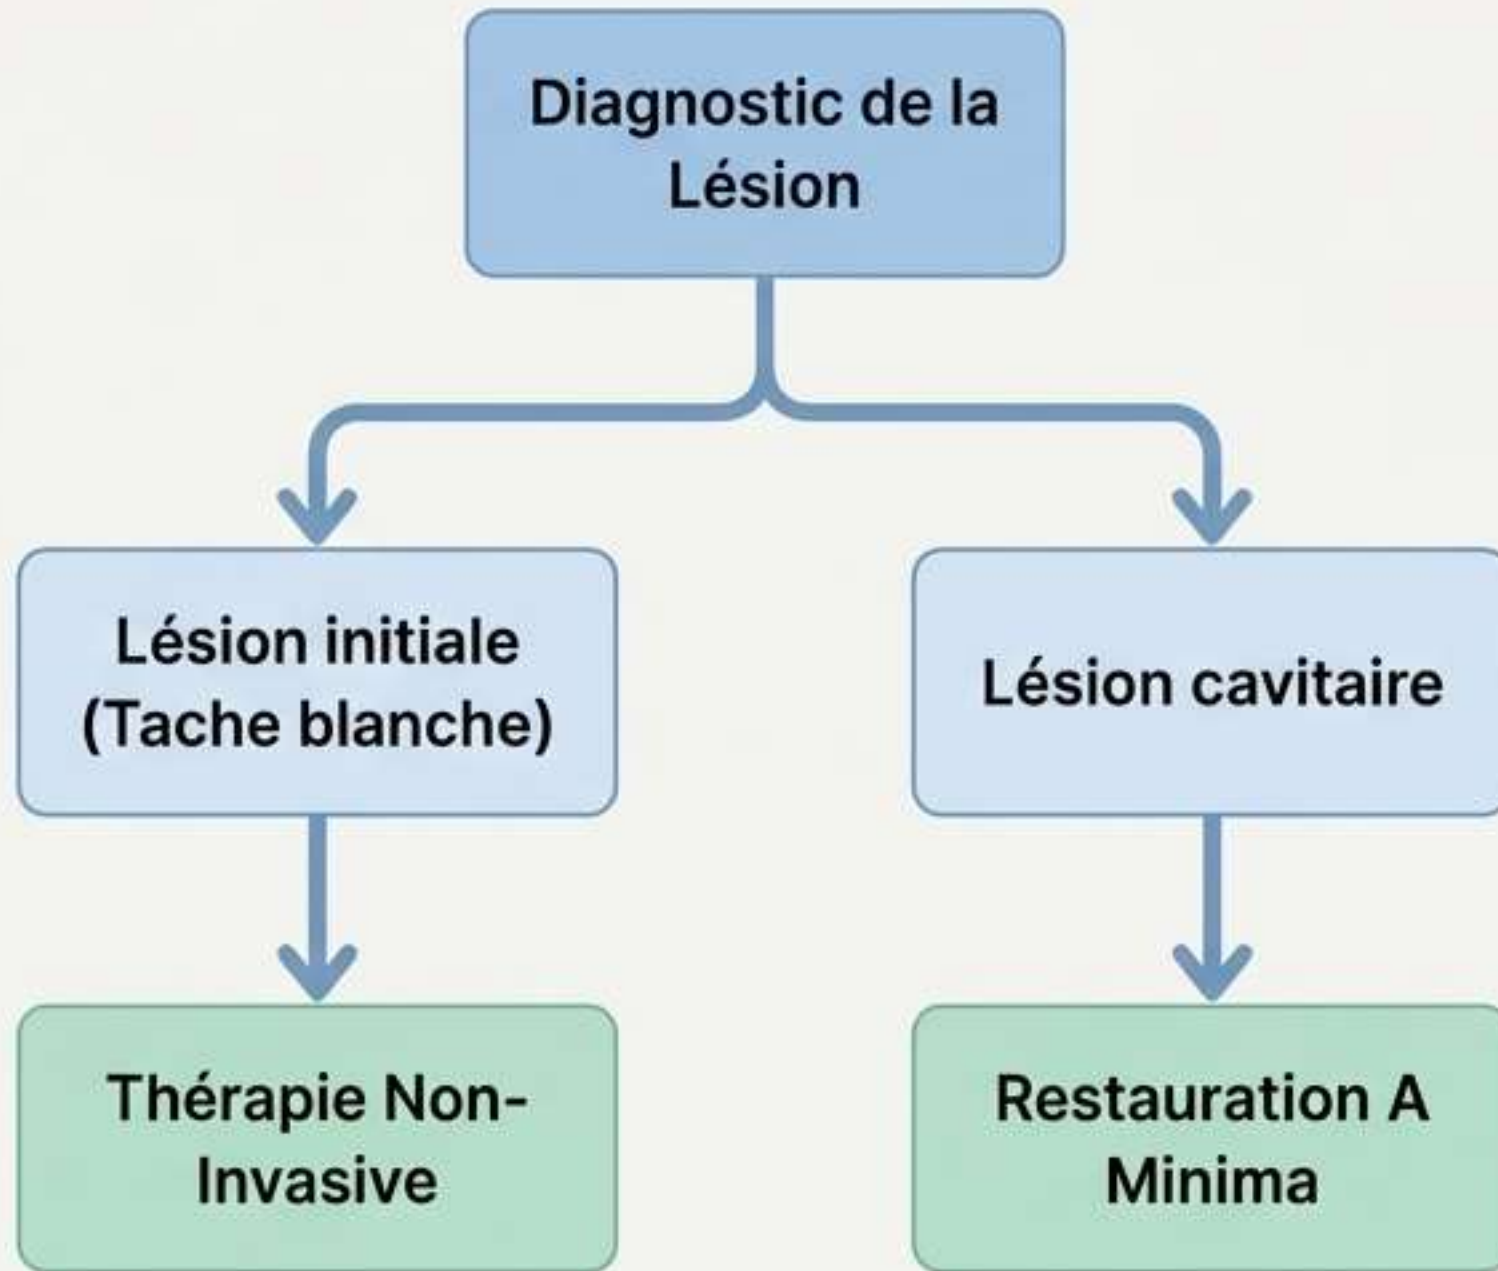 Diagnostic de la
Lésion
Lésion initiale
(Tache blanche)
Lésion cavitaire
Thérapie Non-
Invasive
Restauration A
Minima